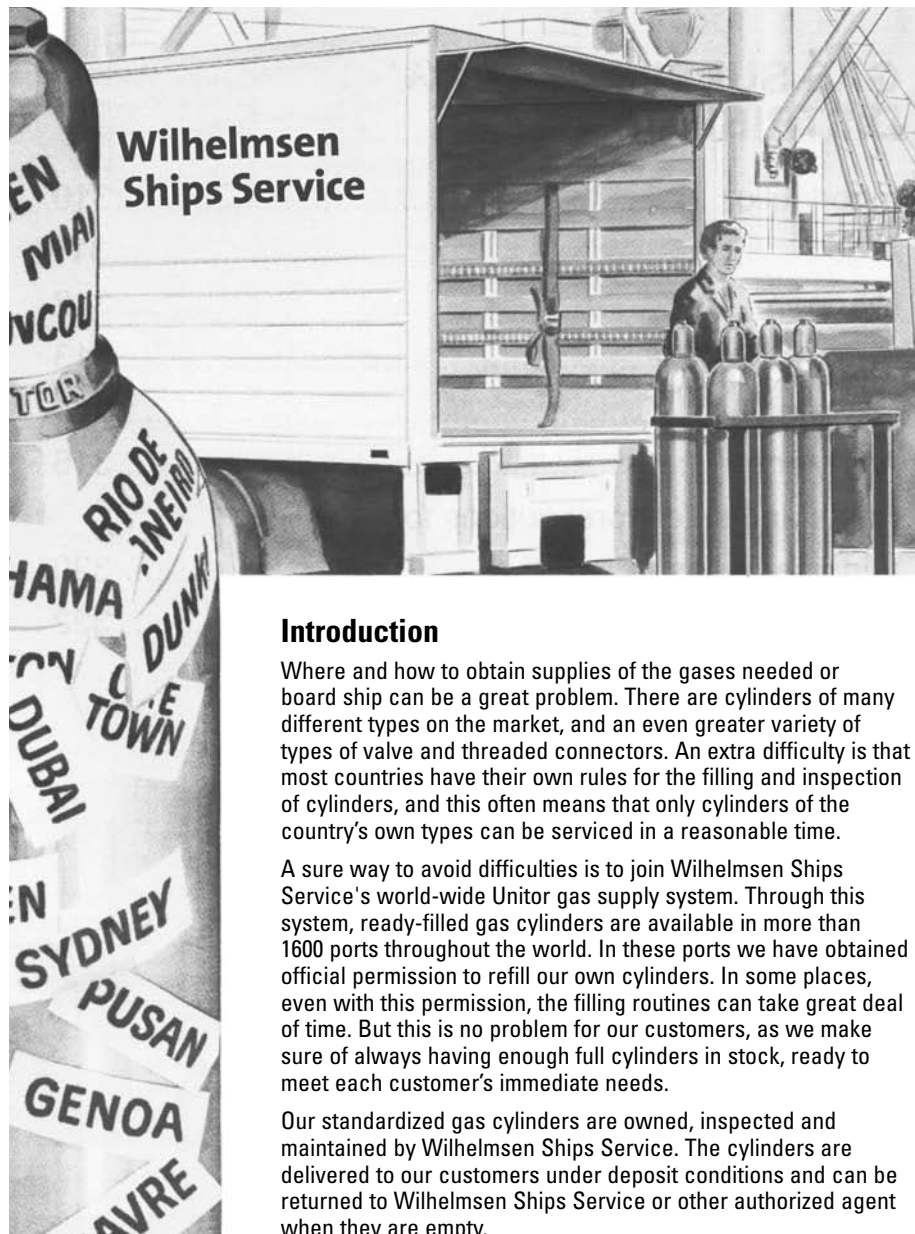 Wilhelmsen
Ships Service
EN
MIAI
NCOU
TOR
RIO DE
ANEIRO
HAMA
DUNK
TOWN
DUBAI
EN
SYDNEY
PUSAN
GENOA
AVRE
Introduction
Where and how to obtain supplies of the gases needed or
board ship can be a great problem. There are cylinders of many
different types on the market, and an even greater variety of
types of valve and threaded connectors. An extra difficulty is that
most countries have their own rules for the filling and inspection
of cylinders, and this often means that only cylinders of the
country’s own types can be serviced in a reasonable time.
A sure way to avoid difficulties is to join Wilhelmsen Ships
Service's world-wide Unitor gas supply system. Through this
system, ready-filled gas cylinders are available in more than
1600 ports throughout the world. In these ports we have obtained
official permission to refill our own cylinders. In some places,
even with this permission, the filling routines can take great deal
of time. But this is no problem for our customers, as we make
sure of always having enough full cylinders in stock, ready to
meet each customer’s immediate needs.
Our standardized gas cylinders are owned, inspected and
maintained by Wilhelmsen Ships Service. The cylinders are
delivered to our customers under deposit conditions and can be
returned to Wilhelmsen Ships Service or other authorized agent
when they are empty.